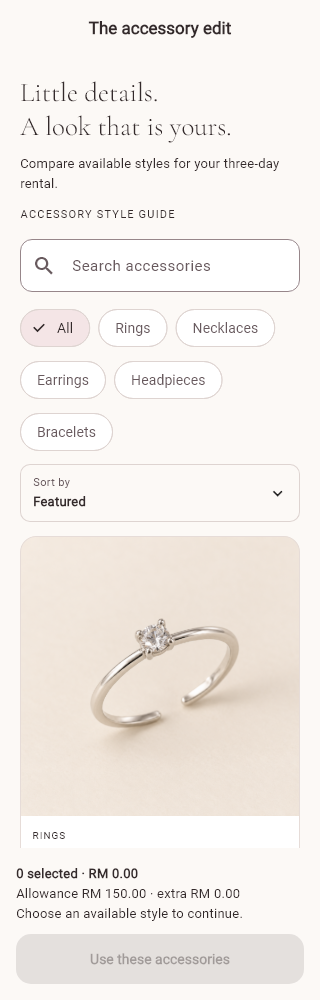 The accessory edit
Little details.
A look that is yours.
Compare available styles for your three-day
rental.
ACCESSORY STYLE GUIDE
Search accessories
All
Rings
Necklaces
Earrings
Headpieces
Bracelets
Sort by
Featured
RINGS
0 selected · RM 0.00
Allowance RM 150.00 · extra RM 0.00
Choose an available style to continue.
Use these accessories